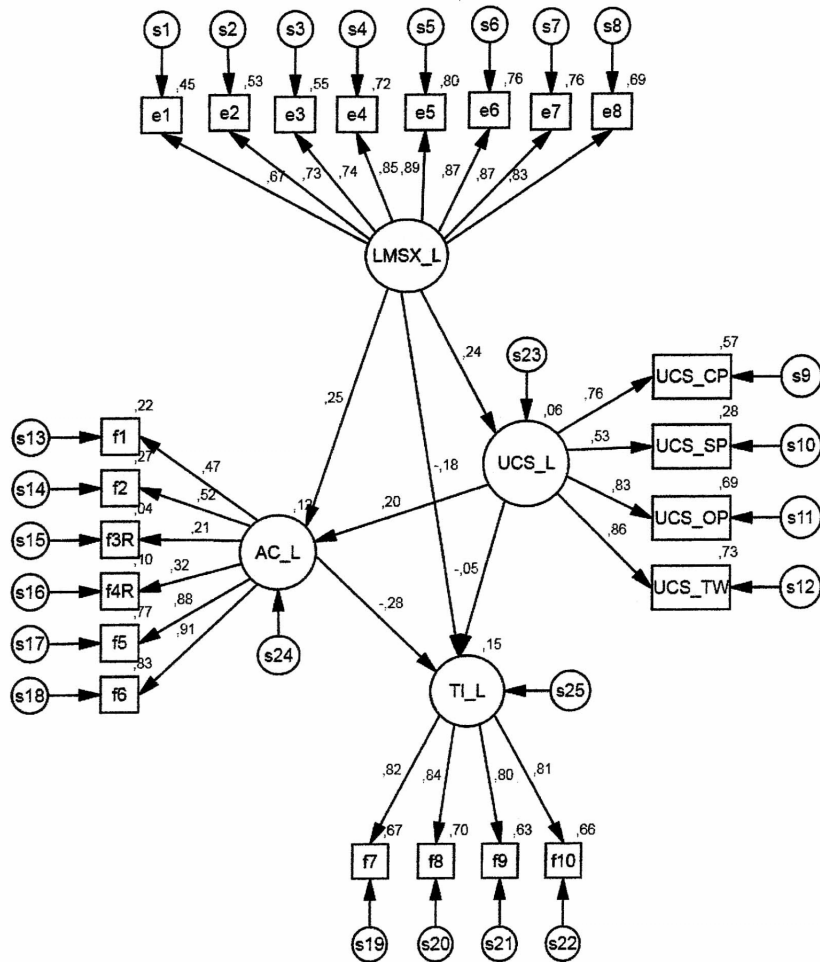 s1 s2 s3 s4 s5 s6 s7 s8
,45 ,53 ,55 ,72 ,80 ,76 ,76 ,69
e1 e2 e3 e4 e5 e6 e7 e8
,67 ,73 ,74 ,85 ,89 ,87 ,87 ,83
LMSX_L
,25 -,18 ,24
s23
,06
UCS_L
,76 ,53 ,83 ,86
,57
UCS_CP s9
,28
UCS_SP s10
,69
UCS_OP s11
,73
UCS_TW s12
,22
s13 f1 ,47
,27
s14 f2 ,52
,04
s15 f3R ,21
,10
s16 f4R ,32
,77
s17 f5 ,88
,83
s18 f6 ,91
AC_L
s24
,20
-,28
-,05
,15
TI_L s25
,82 ,84 ,80 ,81
,67 ,70 ,63 ,66
f7 f8 f9 f10
s19 s20 s21 s22